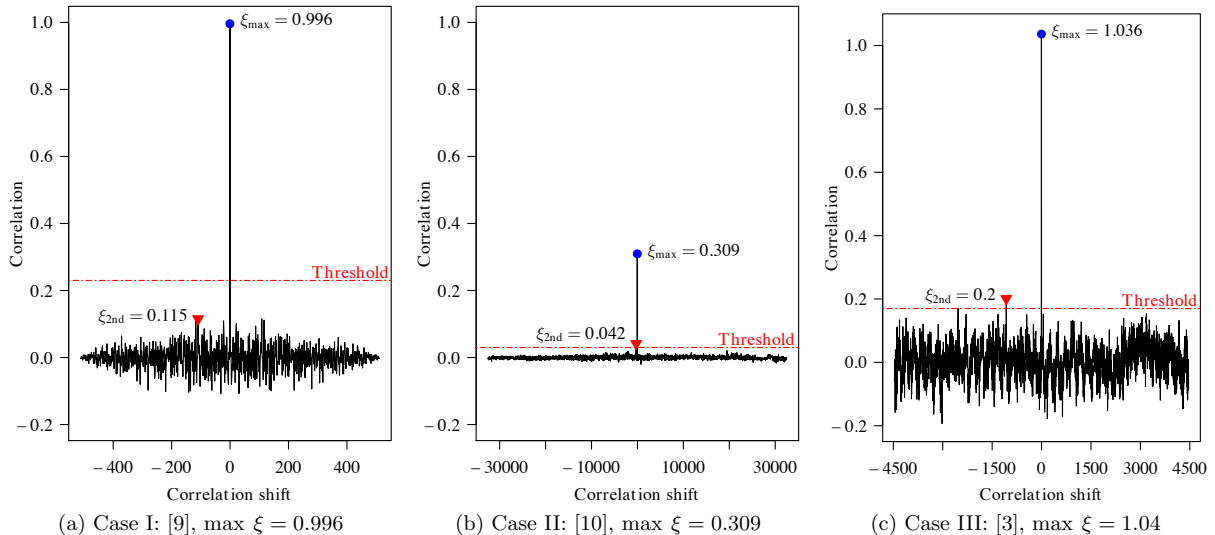 1.0
0.8
0.6
0.4
0.2
0.0
−0.2
Correlation
ξmax = 0.996
Threshold
ξ2nd = 0.115
−400
−200
0
200
400
Correlation shift
(a) Case I: [9], max ξ = 0.996
1.0
0.8
0.6
0.4
0.2
0.0
−0.2
Correlation
ξmax = 0.309
Threshold
ξ2nd = 0.042
−30000
−10000
10000
30000
Correlation shift
(b) Case II: [10], max ξ = 0.309
1.0
0.8
0.6
0.4
0.2
0.0
−0.2
Correlation
ξmax = 1.036
ξ2nd = 0.2
Threshold
−4500
−1500
0
1500
3000
4500
Correlation shift
(c) Case III: [3], max ξ = 1.04